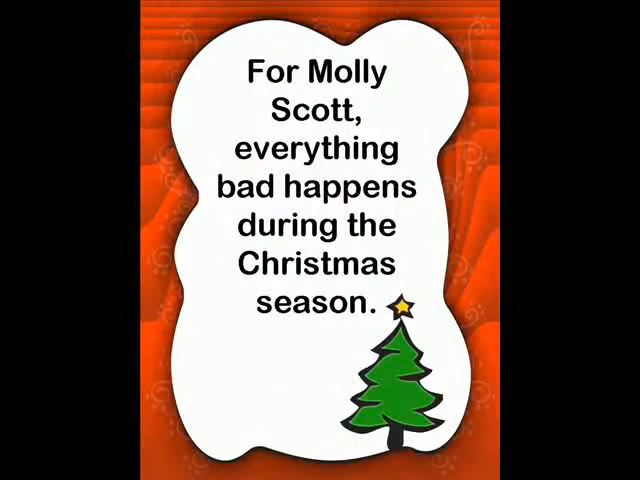 For Molly
Scott,
everything
bad happens
during the
Christmas
season.